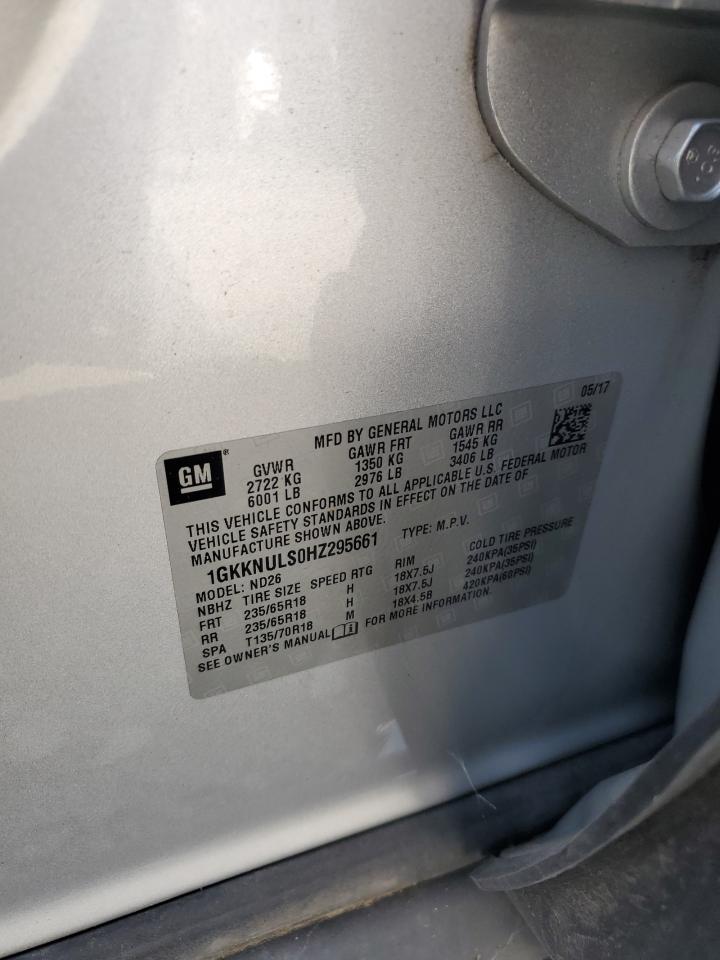 05/17
MFD BY GENERAL MOTORS LLC
GM®
GVWR GAWR FRT GAWR RR
2722 KG 1350 KG 1545 KG
6001 LB 2976 LB 3406 LB
THIS VEHICLE CONFORMS TO ALL APPLICABLE U.S. FEDERAL MOTOR
VEHICLE SAFETY STANDARDS IN EFFECT ON THE DATE OF
MANUFACTURE SHOWN ABOVE.
1GKKNULS0HZ295661 TYPE: M.P.V.
MODEL: ND26
NBHZ TIRE SIZE SPEED RTG RIM COLD TIRE PRESSURE
FRT 235/65R18 H 18X7.5J 240KPA(35PSI)
RR 235/65R18 H 18X7.5J 240KPA(35PSI)
SPA T135/70R18 M 18X4.5B 420KPA(60PSI)
SEE OWNER'S MANUAL FOR MORE INFORMATION.